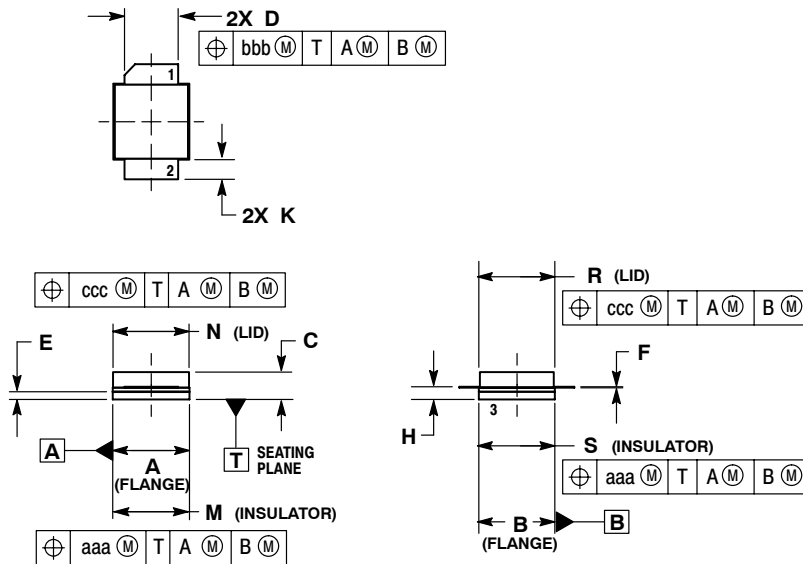 2X D
⌖ bbb Ⓜ T A Ⓜ B Ⓜ
1
2
2X K
⌖ ccc Ⓜ T A Ⓜ B Ⓜ
R (LID)
⌖ ccc Ⓜ T A Ⓜ B Ⓜ
E
N (LID)
C
F
H
3
A
A
(FLANGE)
T
SEATING
PLANE
S (INSULATOR)
⌖ aaa Ⓜ T A Ⓜ B Ⓜ
M (INSULATOR)
B
(FLANGE)
B
⌖ aaa Ⓜ T A Ⓜ B Ⓜ